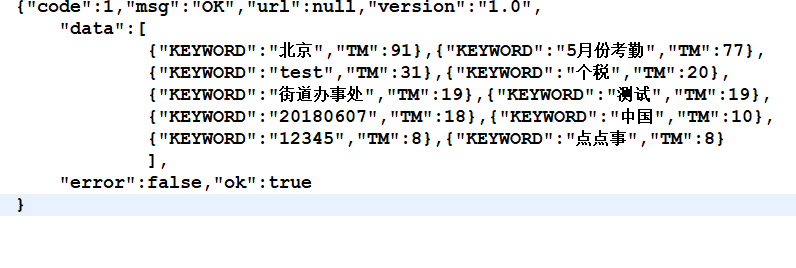 {"code":1,"msg":"OK","url":null,"version":"1.0",
"data":[
{"KEYWORD":"北京","TM":91},{"KEYWORD":"5月份考勤","TM":77},
{"KEYWORD":"test","TM":31},{"KEYWORD":"个税","TM":20},
{"KEYWORD":"街道办事处","TM":19},{"KEYWORD":"测试","TM":19},
{"KEYWORD":"20180607","TM":18},{"KEYWORD":"中国","TM":10},
{"KEYWORD":"12345","TM":8},{"KEYWORD":"点点事","TM":8}
],
"error":false,"ok":true
}